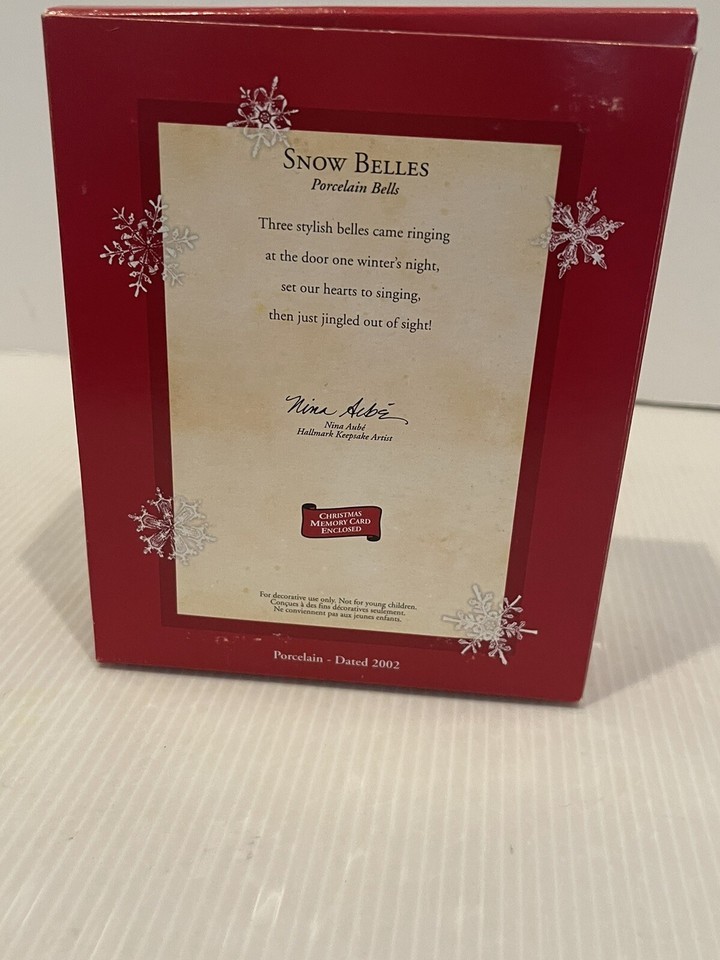 Snow Belles
Porcelain Bells
Three stylish belles came ringing
at the door one winter's night,
set our hearts to singing,
then just jingled out of sight!
Nina Aubé
Nina Aubé
Hallmark Keepsake Artist
Christmas
Memory Card
Enclosed
For decorative use only. Not for young children.
Conçues à des fins décoratives seulement.
Ne conviennent pas aux jeunes enfants.
Porcelain - Dated 2002